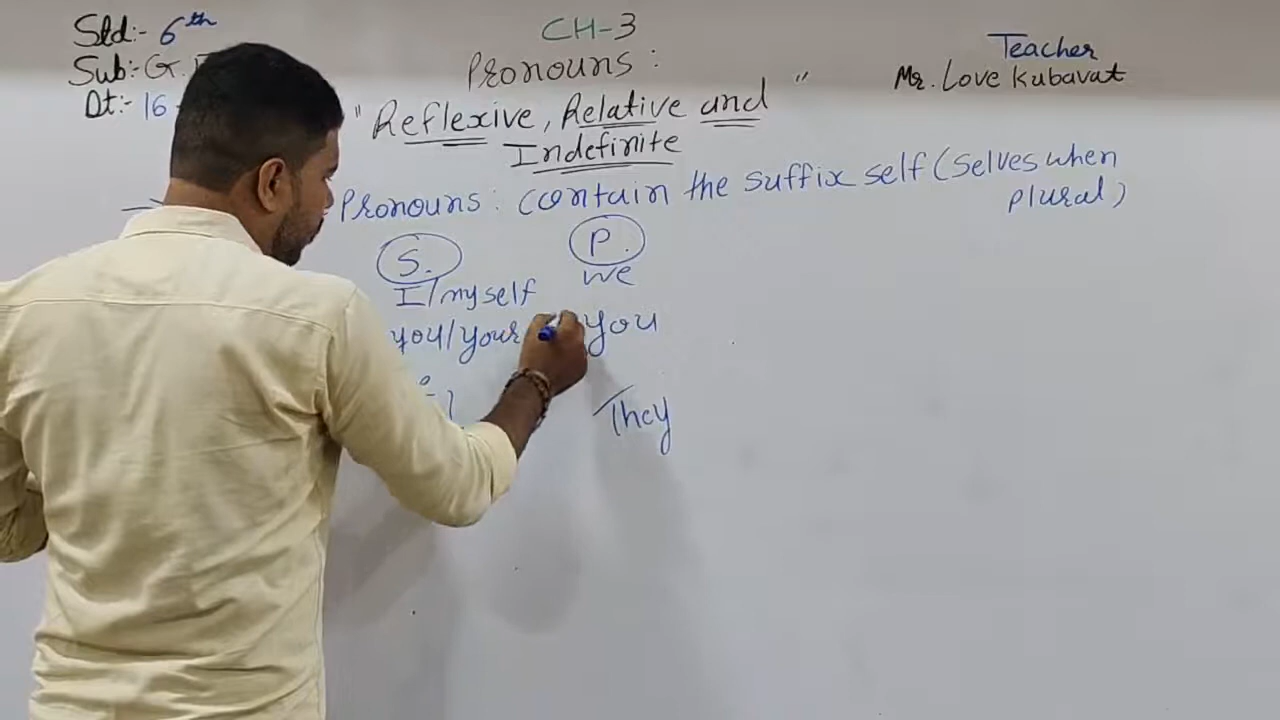 Std:- 6th
Sub:- G.
Dt:- 16
CH-3
Pronouns:
"Reflexive, Relative and "
Indefinite
Teacher
Mr. Love Kubavat
Pronouns: contain the suffix self (selves when
plural)
S. P.
I/myself we
you/your you
They